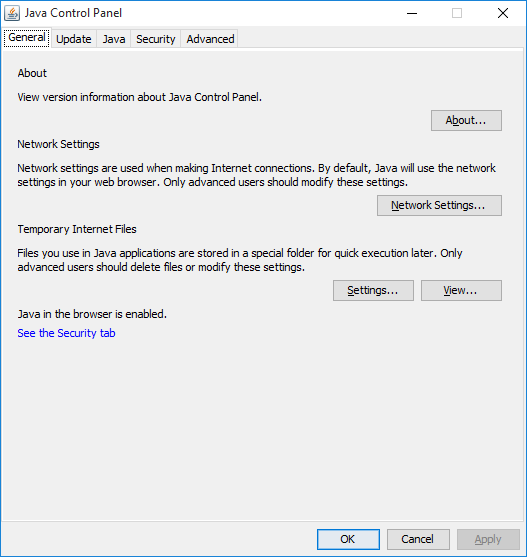 Java Control Panel
General Update Java Security Advanced
About
View version information about Java Control Panel.
About...
Network Settings
Network settings are used when making Internet connections. By default, Java will use the network
settings in your web browser. Only advanced users should modify these settings.
Network Settings...
Temporary Internet Files
Files you use in Java applications are stored in a special folder for quick execution later. Only
advanced users should delete files or modify these settings.
Settings... View...
Java in the browser is enabled.
See the Security tab
OK Cancel Apply